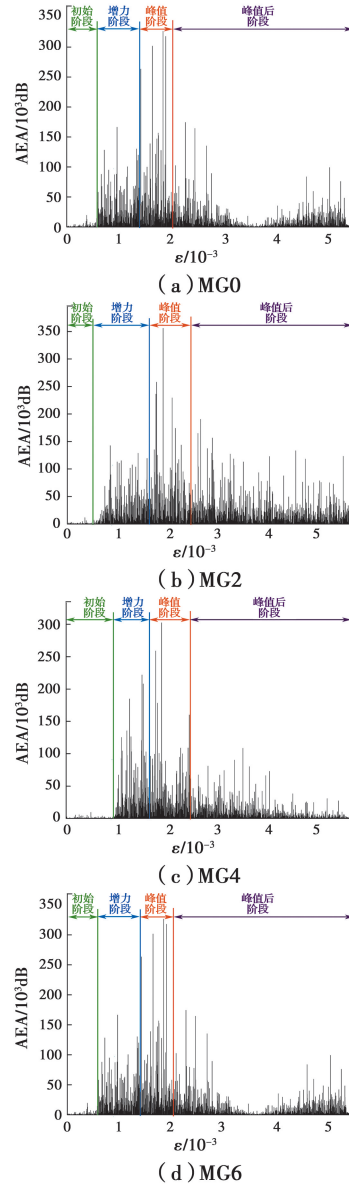 350
初始 增力 峰值 峰值后
阶段 阶段 阶段 阶段
300
250
200
150
100
50
0
AEA/10³dB
0 1 2 3 4 5
ε/10⁻³
(a) MG0
初始 增力 峰值 峰值后
阶段 阶段 阶段 阶段
350
300
250
200
150
100
50
0
AEA/10³dB
0 1 2 3 4 5
ε/10⁻³
(b) MG2
初始 增力 峰值 峰值后
阶段 阶段 阶段 阶段
300
250
200
150
100
50
0
AEA/10³dB
0 1 2 3 4 5
ε/10⁻³
(c) MG4
350
初始 增力 峰值 峰值后
阶段 阶段 阶段 阶段
300
250
200
150
100
50
0
AEA/10³dB
0 1 2 3 4 5
ε/10⁻³
(d) MG6